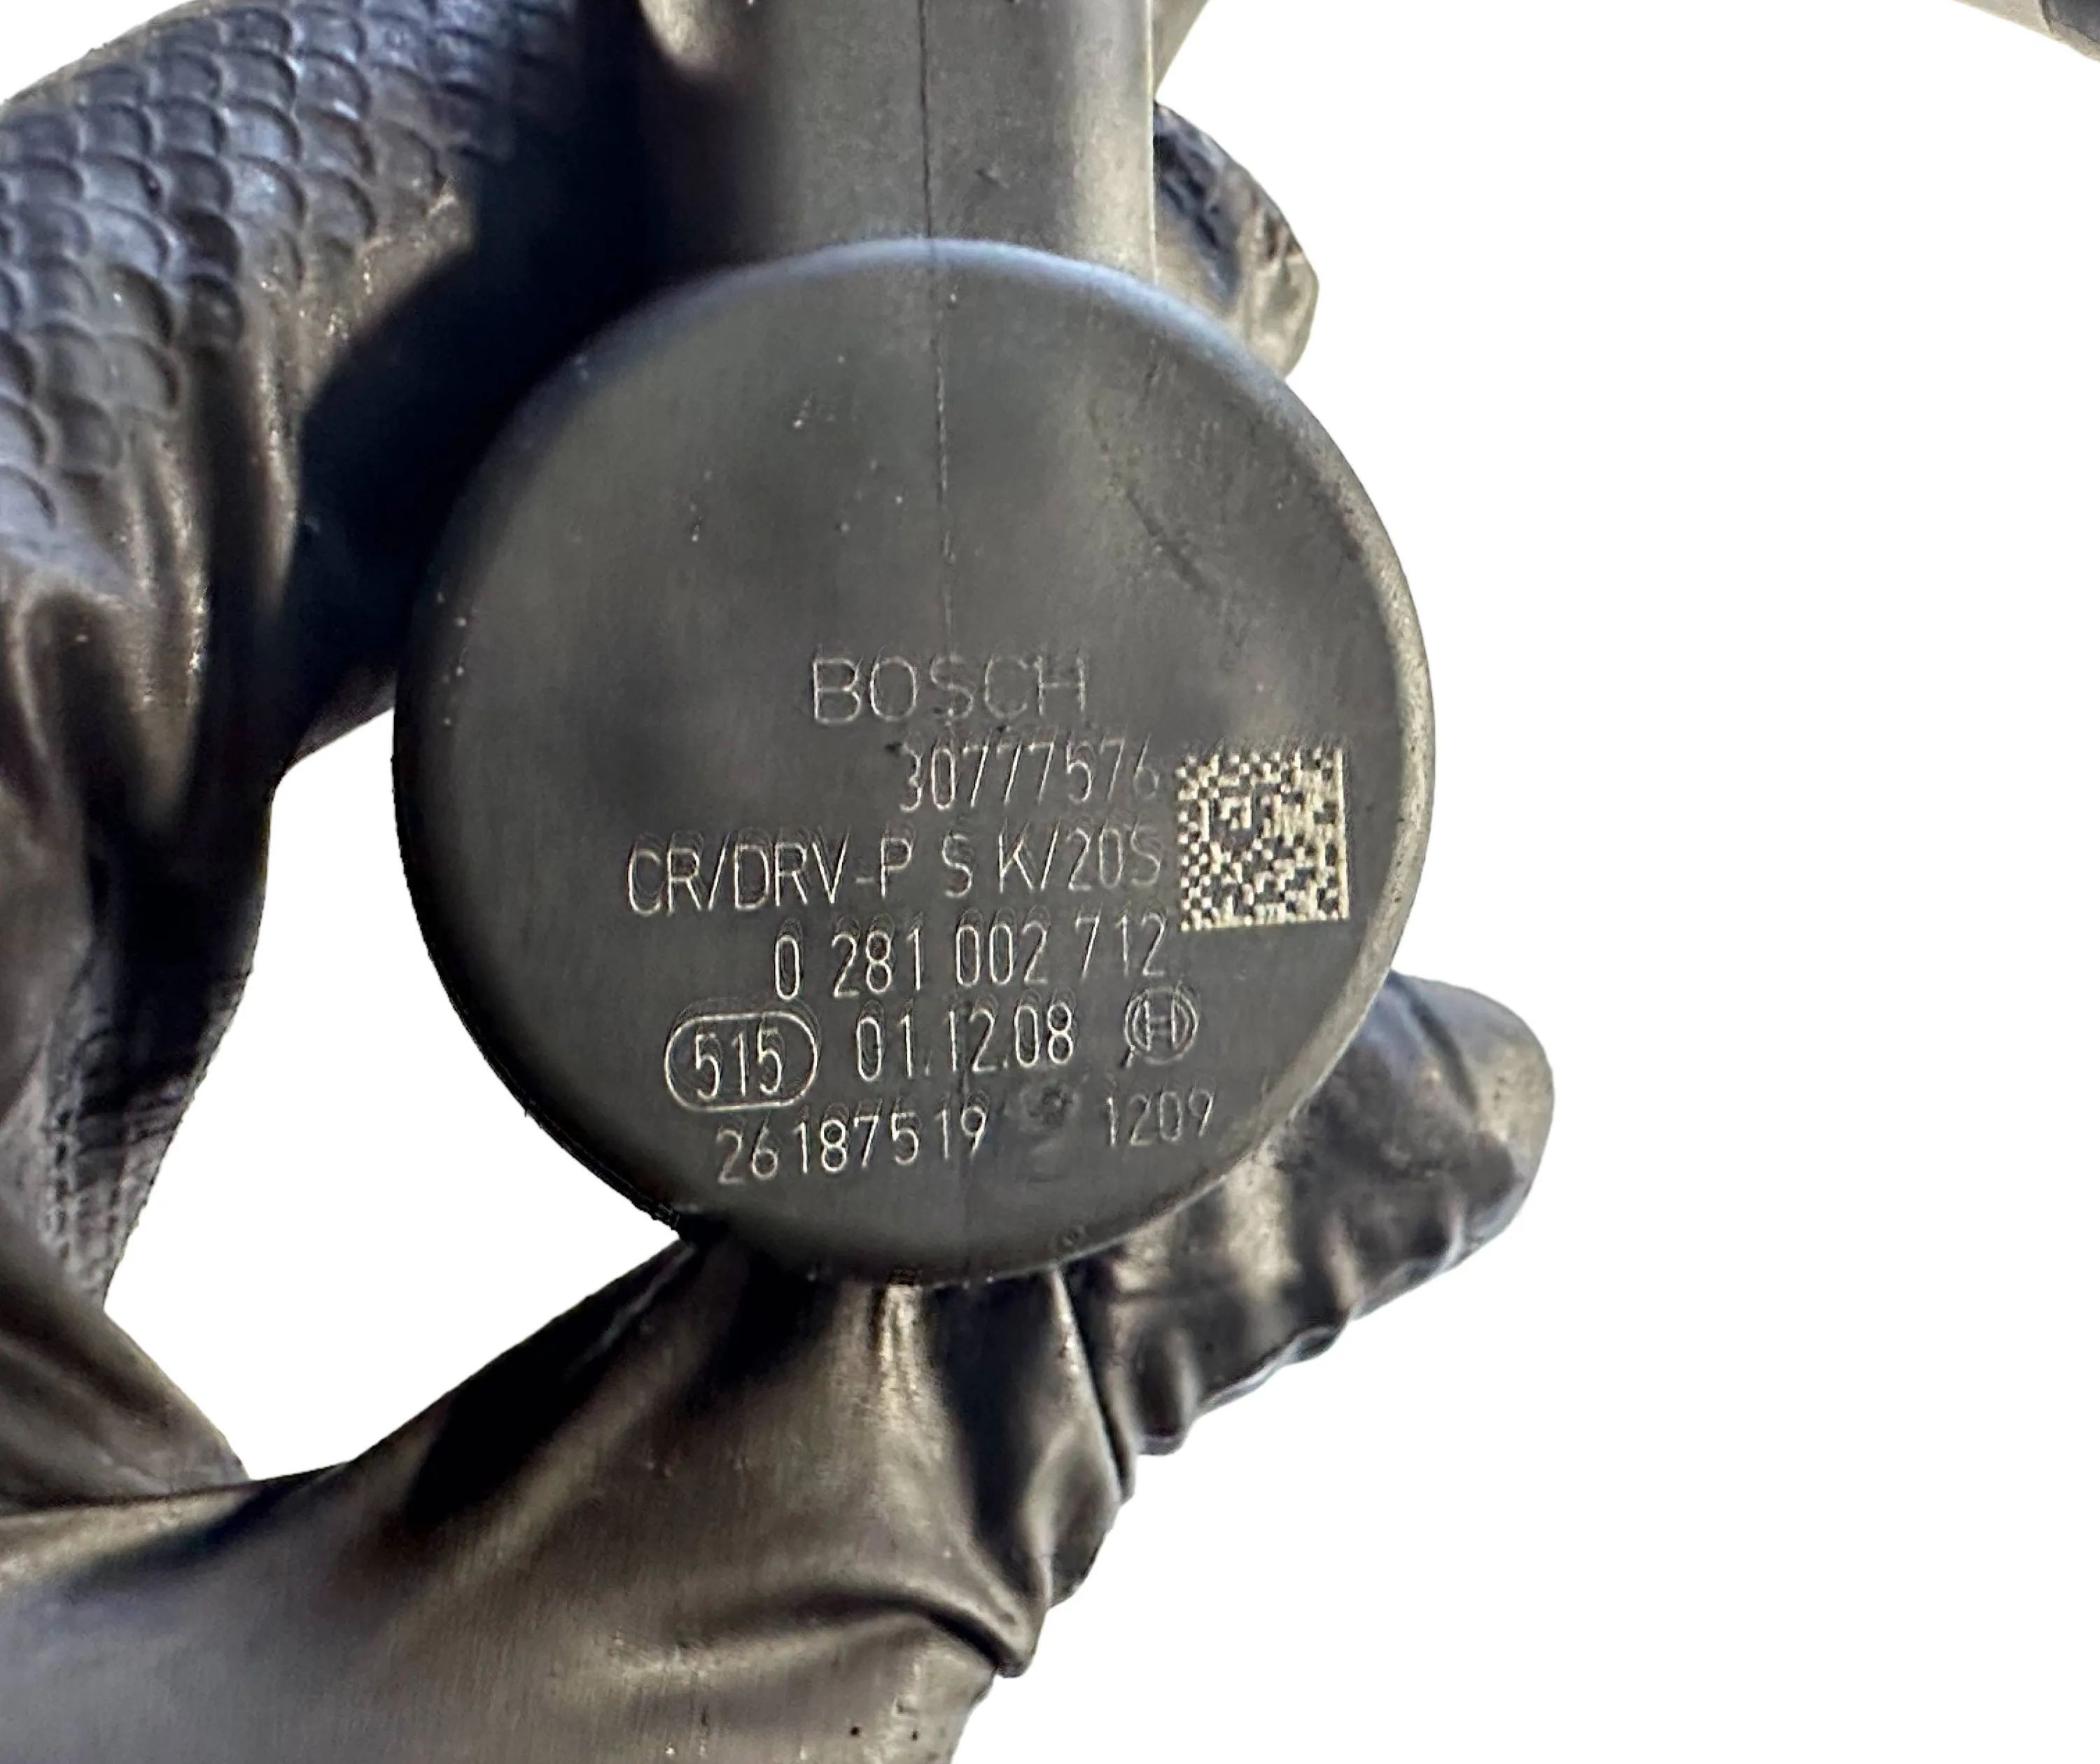 BOSCH
30777576
CR/DRV-P S K/20S
0 281 002 712
515 01.12.08 H
26187519 1209